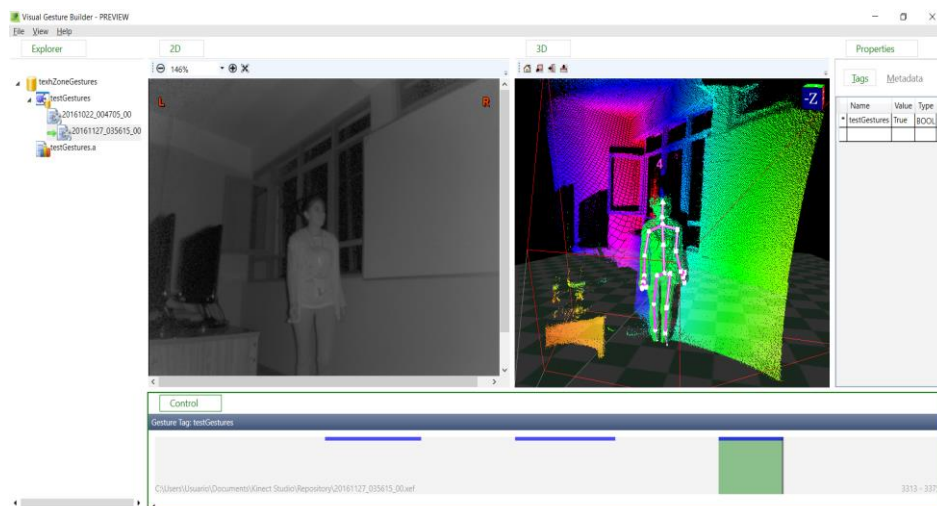 Visual Gesture Builder - PREVIEW
File View Help
Explorer
2D
3D
Properties
146%
texhZoneGestures
testGestures
20161022_004705_00
20161127_035615_00
testGestures.a
L
R
4
-Z
Tags Metadata
Name Value Type
* testGestures True BOOL
Control
Gesture Tag: testGestures
C:\Users\Usuario\Documents\Kinect Studio\Repository\20161127_035615_00.xef
3313 - 337